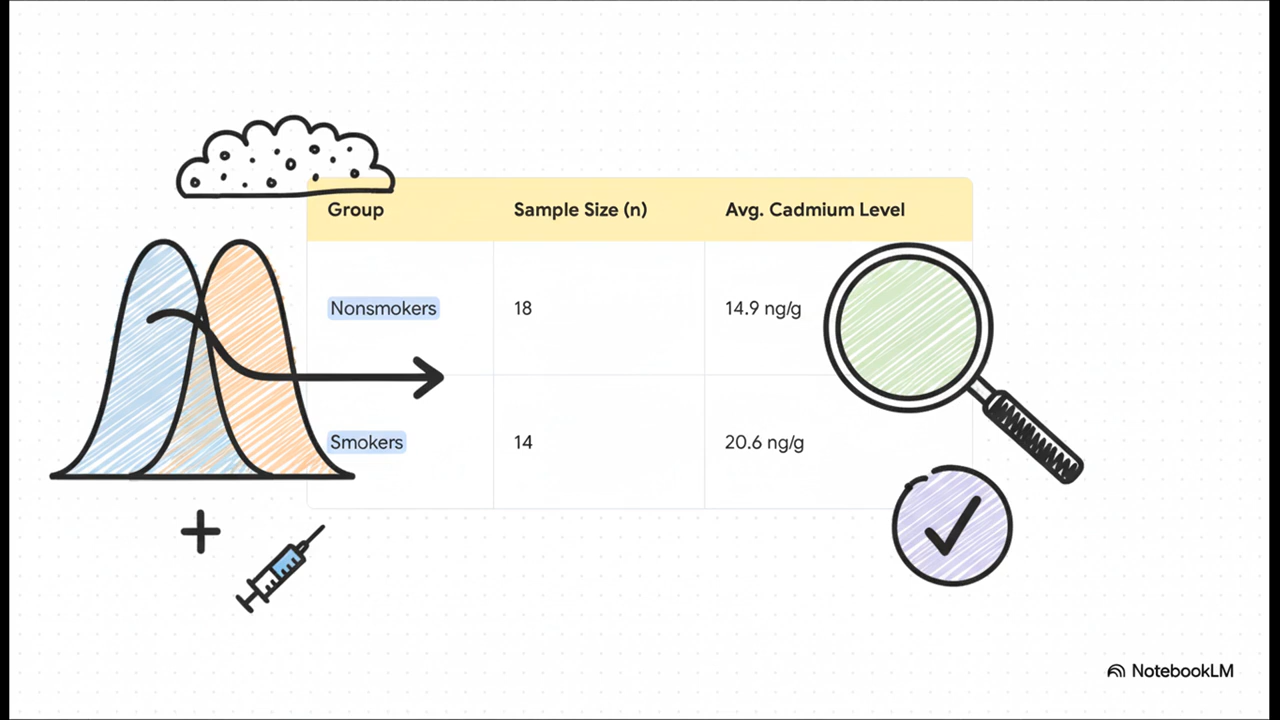 Group Sample Size (n) Avg. Cadmium Level
Nonsmokers 18 14.9 ng/g
Smokers 14 20.6 ng/g
NotebookLM